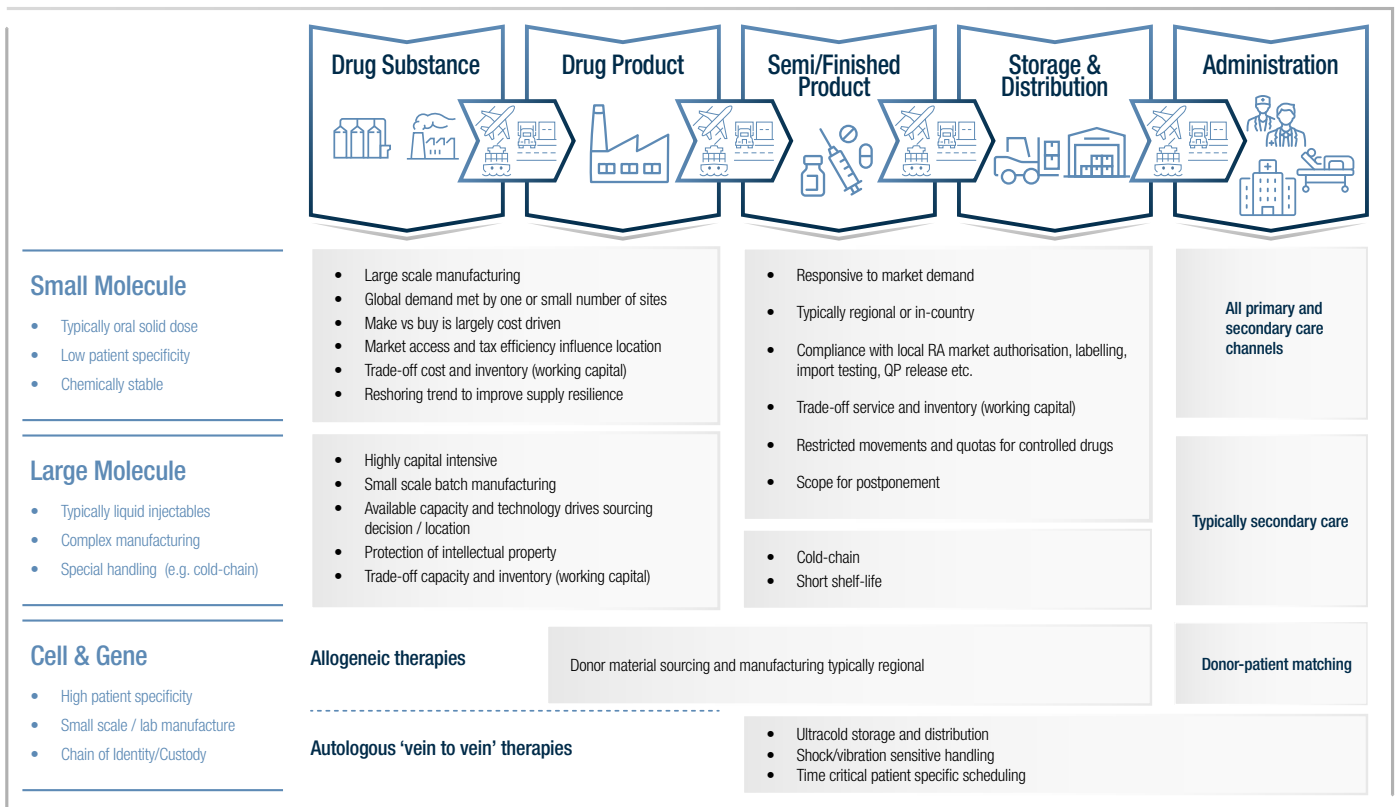 Drug Substance
Drug Product
Semi/Finished
Product
Storage &
Distribution
Administration
Small Molecule
• Typically oral solid dose
• Low patient specificity
• Chemically stable
• Large scale manufacturing
• Global demand met by one or small number of sites
• Make vs buy is largely cost driven
• Market access and tax efficiency influence location
• Trade-off cost and inventory (working capital)
• Reshoring trend to improve supply resilience
• Responsive to market demand
• Typically regional or in-country
• Compliance with local RA market authorisation, labelling,
import testing, QP release etc.
• Trade-off service and inventory (working capital)
• Restricted movements and quotas for controlled drugs
• Scope for postponement
All primary and
secondary care
channels
Large Molecule
• Typically liquid injectables
• Complex manufacturing
• Special handling (e.g. cold-chain)
• Highly capital intensive
• Small scale batch manufacturing
• Available capacity and technology drives sourcing
decision / location
• Protection of intellectual property
• Trade-off capacity and inventory (working capital)
• Cold-chain
• Short shelf-life
Typically secondary care
Cell & Gene
• High patient specificity
• Small scale / lab manufacture
• Chain of Identity/Custody
Allogeneic therapies
Donor material sourcing and manufacturing typically regional
Donor-patient matching
Autologous ‘vein to vein’ therapies
• Ultracold storage and distribution
• Shock/vibration sensitive handling
• Time critical patient specific scheduling